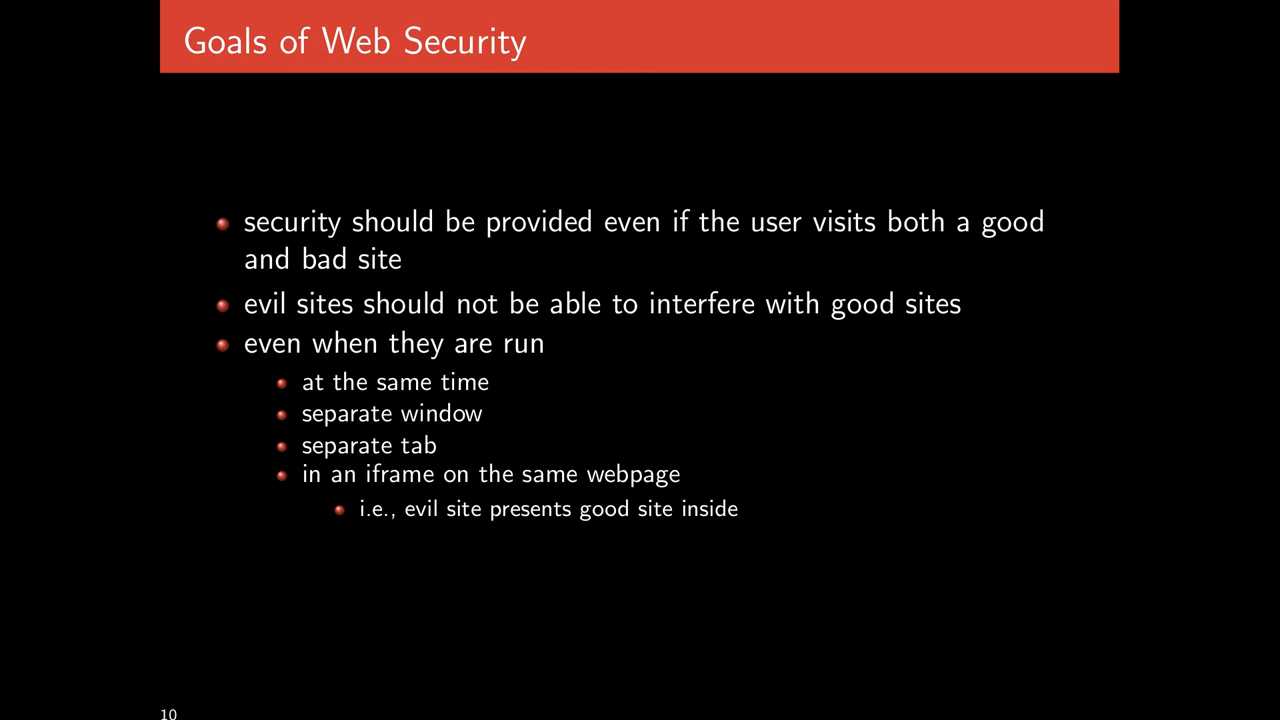 Goals of Web Security
security should be provided even if the user visits both a good
and bad site
evil sites should not be able to interfere with good sites
even when they are run
at the same time
separate window
separate tab
in an iframe on the same webpage
i.e., evil site presents good site inside
10